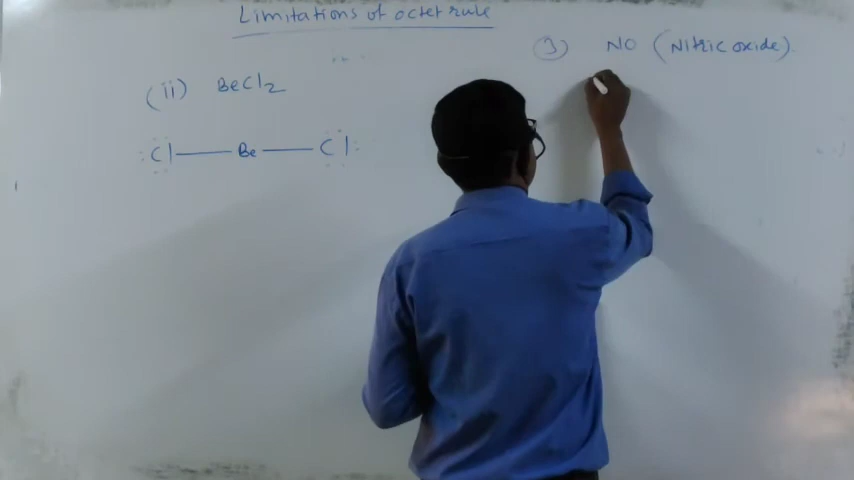 Limitations of octet rule
(ii) BeCl2
:Cl — Be — Cl:
(3) NO (Nitric oxide).